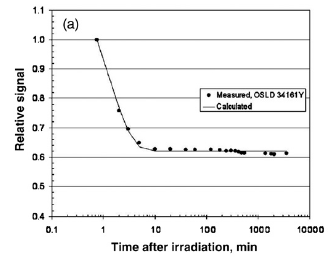 (a)
1.1
1.0
0.9
0.8
0.7
0.6
0.5
0.4
Relative signal
Measured, OSLD 34161Y
Calculated
0.1 1 10 100 1000 10000
Time after irradiation, min